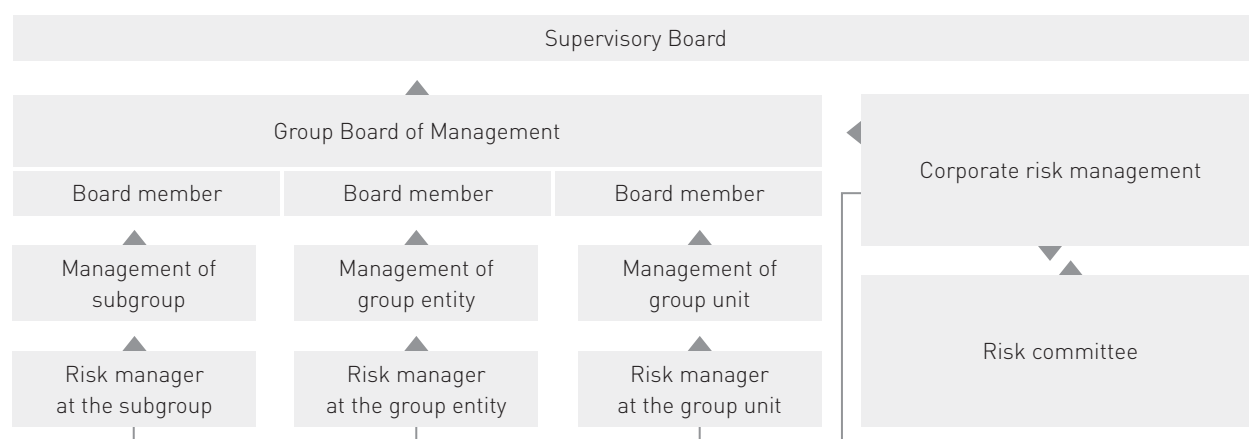 Supervisory Board
Group Board of Management
Corporate risk management
Board member
Board member
Board member
Management of
subgroup
Management of
group entity
Management of
group unit
Risk committee
Risk manager
at the subgroup
Risk manager
at the group entity
Risk manager
at the group unit